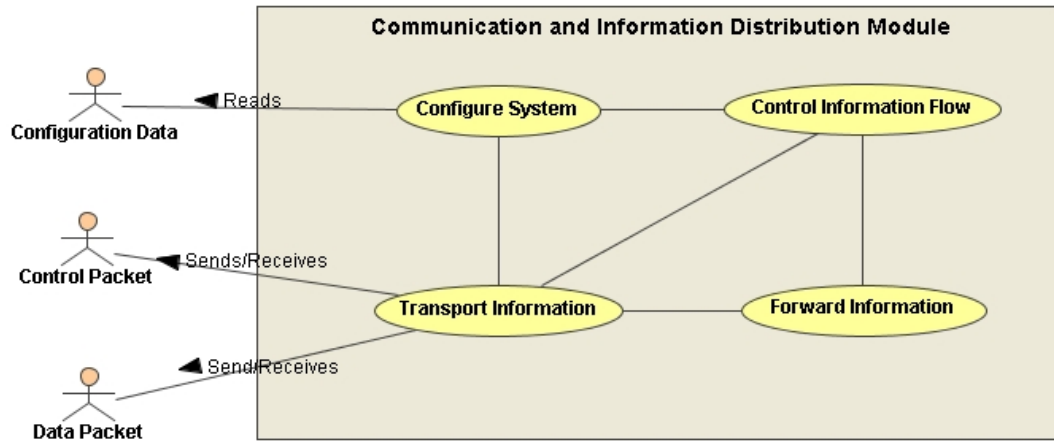 Communication and Information Distribution Module
Reads
Configure System
Control Information Flow
Configuration Data
Sends/Receives
Control Packet
Transport Information
Forward Information
Send/Receives
Data Packet